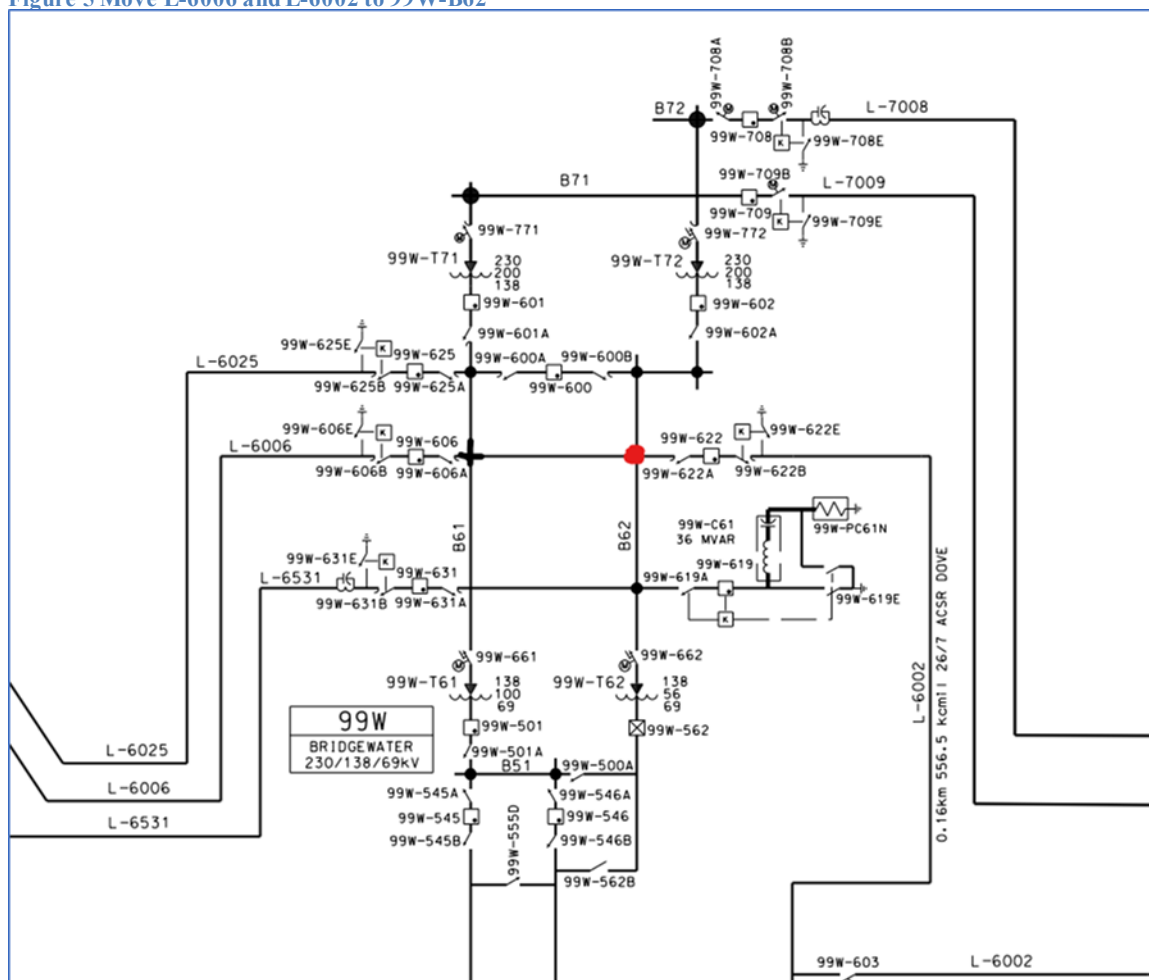 Figure 5 Move L-6006 and L-6002 to 99W-B62
99W-708A
99W-708B
B72
L-7008
99W-708
K
99W-708E
99W-709B
B71
L-7009
99W-709
K
99W-709E
99W-771
99W-772
99W-T71
230
200
138
99W-T72
230
200
138
99W-601
99W-602
99W-601A
99W-602A
99W-625E
K
99W-625
99W-600A
99W-600B
L-6025
99W-625B
99W-625A
99W-600
99W-606E
K
99W-606
99W-622
K
99W-622E
L-6006
99W-606B
99W-606A
99W-622A
99W-622B
B61
B62
99W-C61
36 MVAR
99W-PC61N
99W-631E
K
99W-631
99W-619A
99W-619
L-6531
99W-631B
99W-631A
99W-619E
K
99W-661
99W-662
99W-T61
138
100
69
99W-T62
138
56
69
L-6002
0.16km 556.5 kcmil 26/7 ACSR DOVE
99W
BRIDGEWATER
230/138/69kV
99W-501
99W-562
99W-501A
B51
99W-500A
L-6025
L-6006
L-6531
99W-545A
99W-546A
99W-545
99W-546
99W-545B
99W-555D
99W-546B
99W-562B
99W-603
L-6002